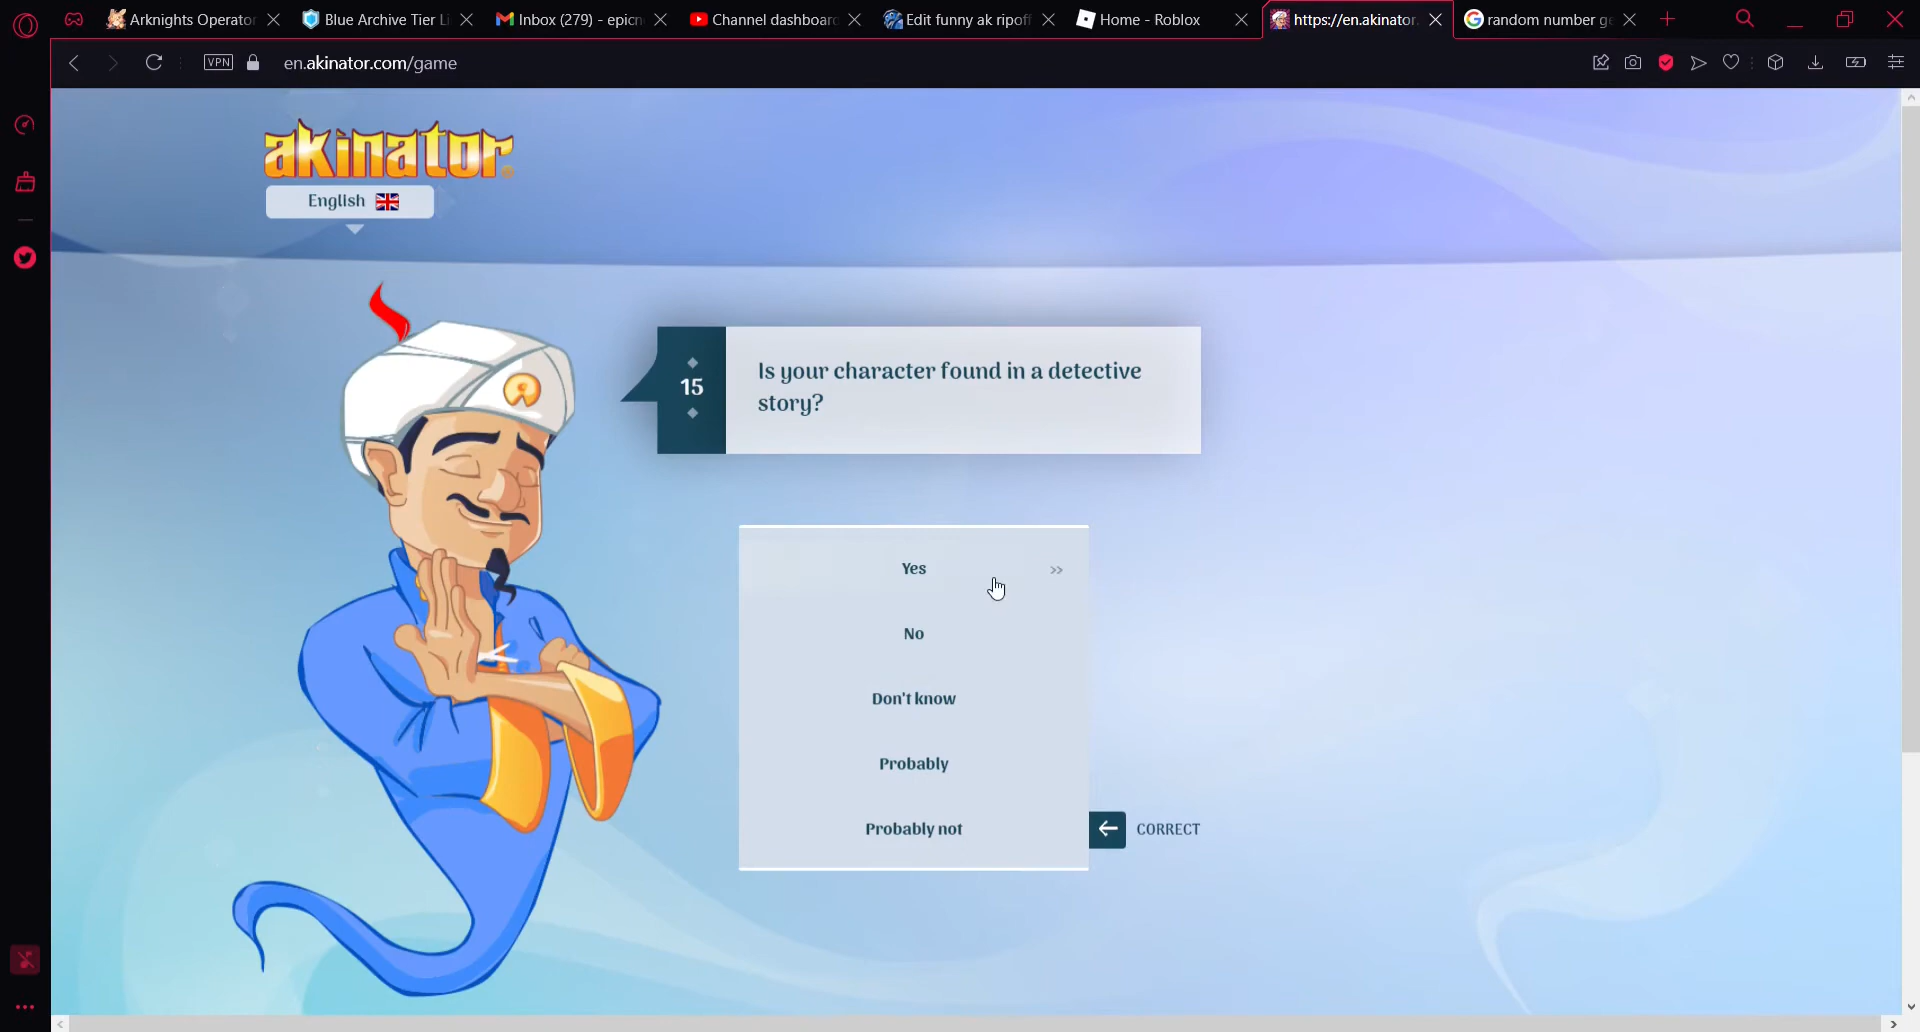 Arknights Operator
Blue Archive Tier Li
Inbox (279) - epicn
Channel dashboard
Edit funny ak ripoff
Home - Roblox
https://en.akinator.
random number ge
VPN
en.akinator.com/game
akinator
English
15
Is your character found in a detective
story?
Yes
No
Don't know
Probably
Probably not
CORRECT